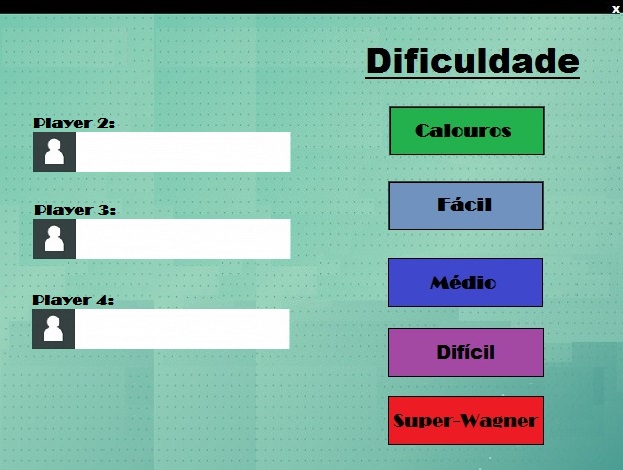 x
Dificuldade
Player 2:
Player 3:
Player 4:
Calouros
Fácil
Médio
Difícil
Super-Wagner